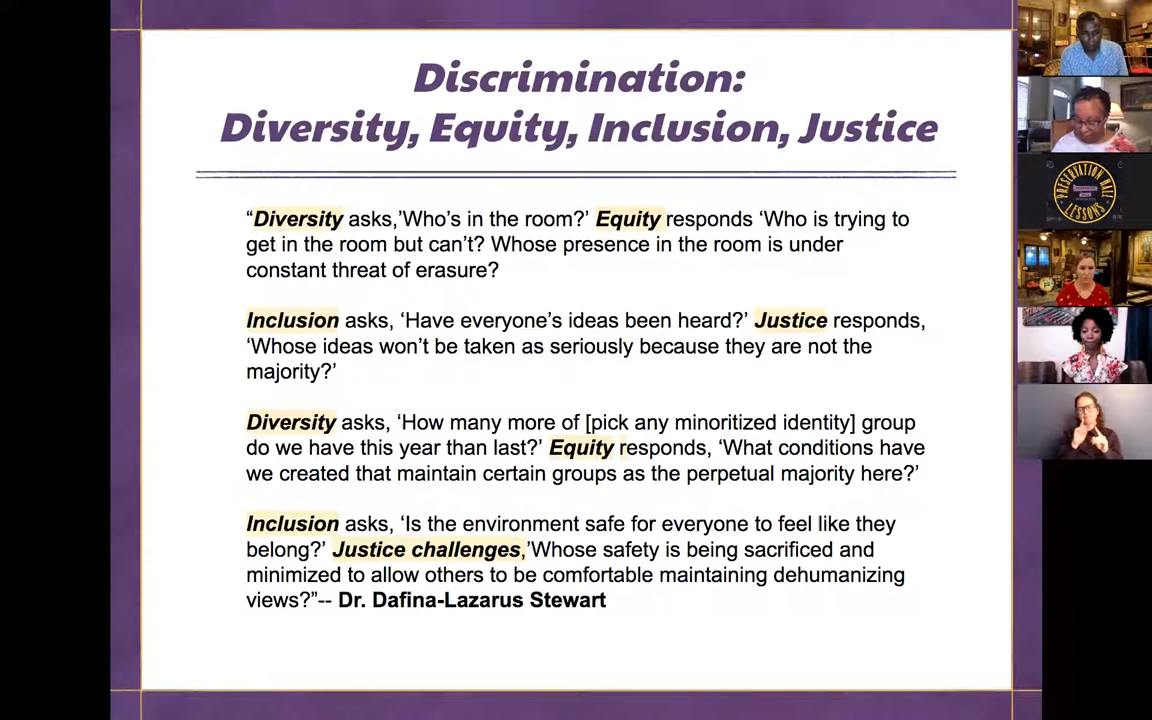 Discrimination:
Diversity, Equity, Inclusion, Justice
“Diversity asks,’Who’s in the room?’ Equity responds ‘Who is trying to
get in the room but can’t? Whose presence in the room is under
constant threat of erasure?
Inclusion asks, ‘Have everyone’s ideas been heard?’ Justice responds,
‘Whose ideas won’t be taken as seriously because they are not the
majority?’
Diversity asks, ‘How many more of [pick any minoritized identity] group
do we have this year than last?’ Equity responds, ‘What conditions have
we created that maintain certain groups as the perpetual majority here?’
Inclusion asks, ‘Is the environment safe for everyone to feel like they
belong?’ Justice challenges,’Whose safety is being sacrificed and
minimized to allow others to be comfortable maintaining dehumanizing
views?”-- Dr. Dafina-Lazarus Stewart
PRESERVATION HALL
LESSONS